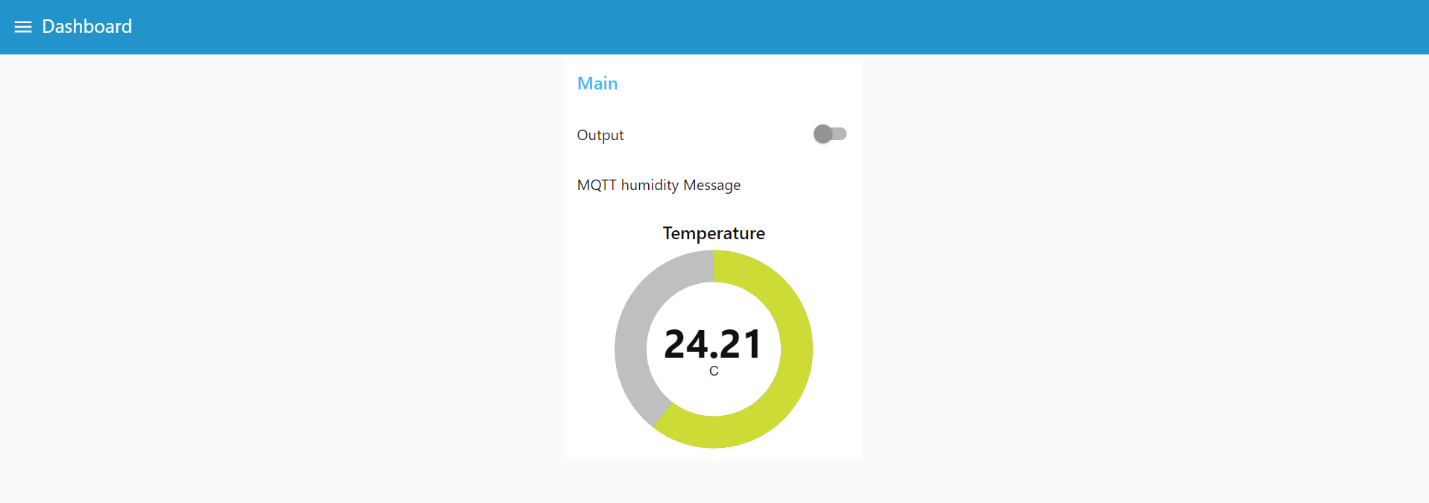 Dashboard
Main
Output
MQTT humidity Message
Temperature
24.21
C